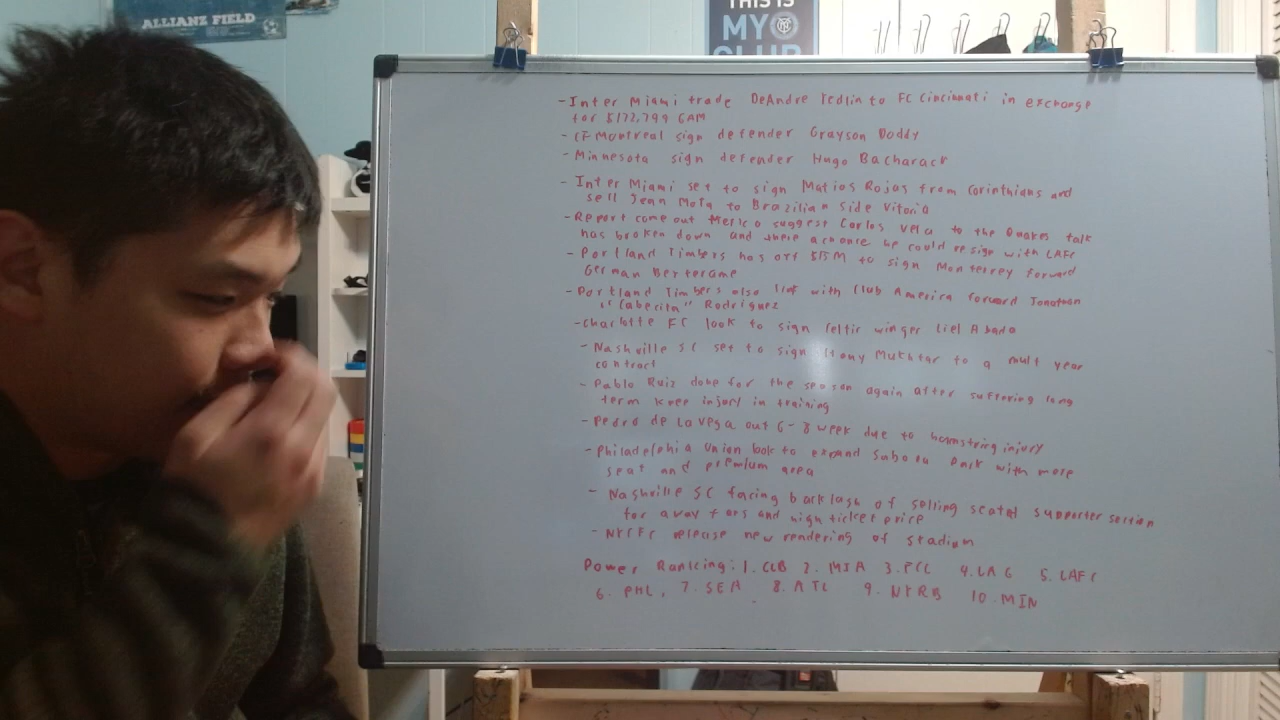 ALLIANZ FIELD
THIS IS
MY
CLUB
-Inter Miami trade DeAndre Yedlin to FC Cincinnati in exchange
for $172,799 GAM
- CF Montreal sign defender Grayson Doddy
- Minnesota sign defender Hugo Bacharack
- Inter Miami set to sign Matios Rojas from Corinthians and
sell Jean Mota to Brazilian side Vitoria
-Report come out Mexico suggest Carlos Vela to the Quakes talk
has broken down and there a chance he could resign with LAFC
- Portland Timbers has off $15M to sign Monterrey forward
German Berterame
-Portland Timbers also with Club America forward Jonathan
"Cabecita" Rodriguez
-Charlotte FC look to sign Celtic winger Liel Abada
- Nashville SC set to sign Hany Mukhtar to a mult year
contract
- Pablo Ruiz done for the season again after suffering long
term knee injury in training
- Pedro de La Vega out 6-8 week due to hamstring injury
-Philadelphia Union look to expand Subaru Park with more
seat and premium area
- Nashville SC facing backlash of selling seat supporter section
for away fans and high ticket price
- NYCFC release new rendering of stadium
Power Ranking: 1. CLB 2. MIA 3. FCC 4. LAG 5. LAFC
6. PHL, 7. SEA 8. ATL 9. NYRB 10. MIN